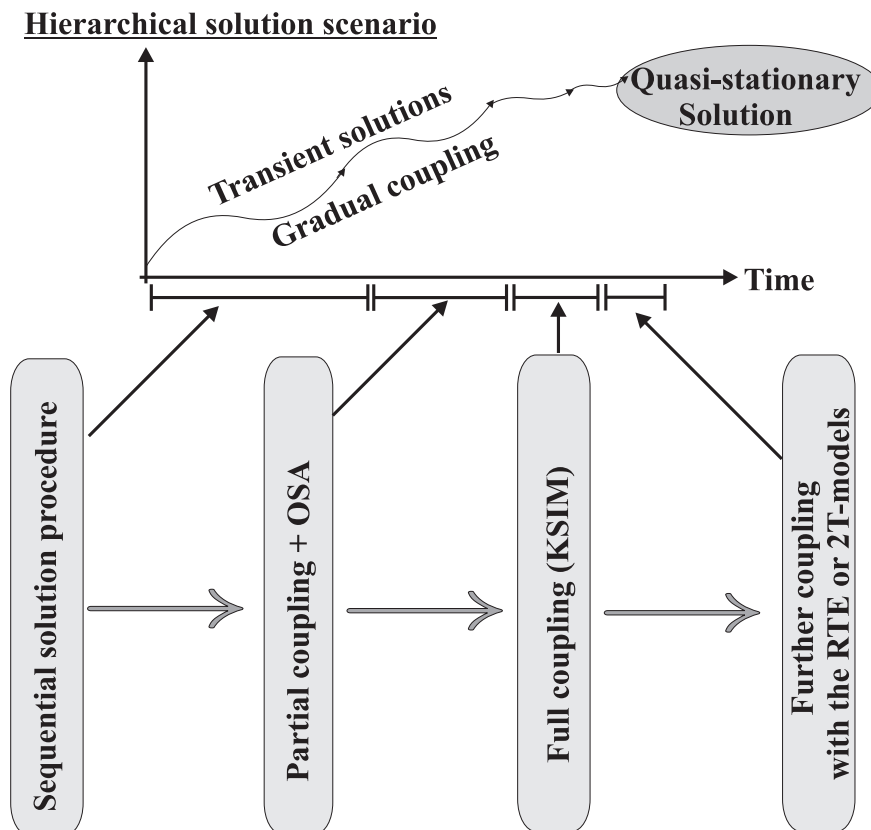 Hierarchical solution scenario
Quasi-stationary
Solution
Transient solutions
Gradual coupling
Time
Sequential solution procedure
Partial coupling + OSA
Full coupling (KSIM)
Further coupling
with the RTE or 2T-models